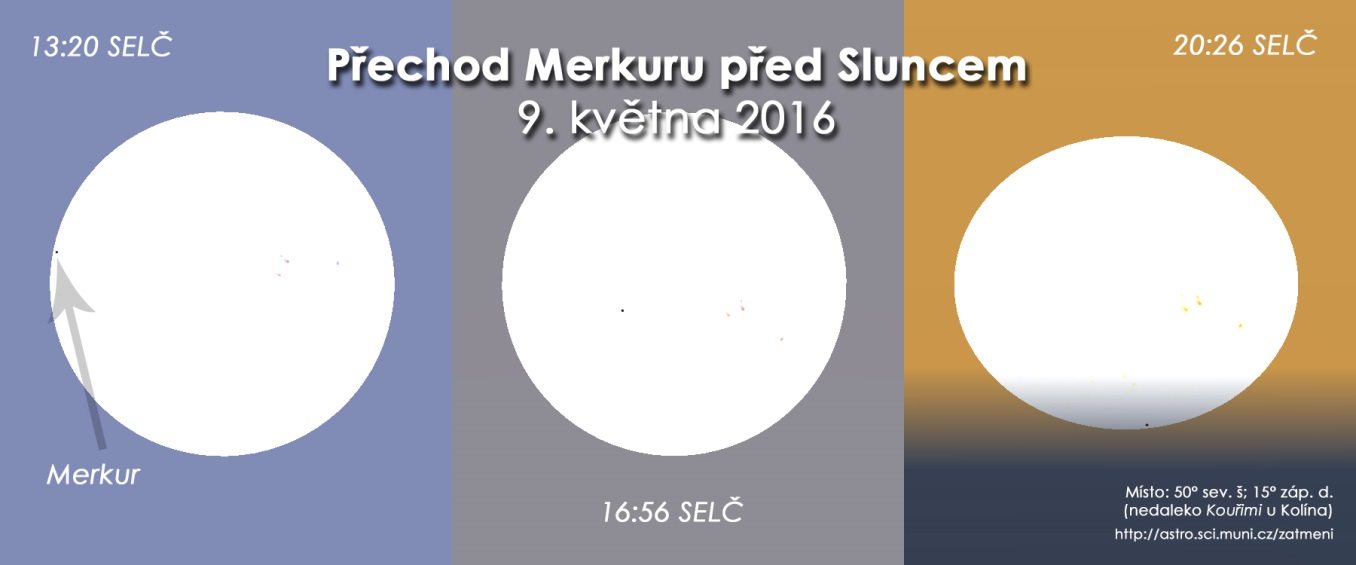 13:20 SELČ
Přechod Merkuru před Sluncem
9. května 2016
20:26 SELČ
Merkur
16:56 SELČ
Místo: 50° sev. š; 15° záp. d.
(nedaleko Kouřimi u Kolína)
http://astro.sci.muni.cz/zatmeni